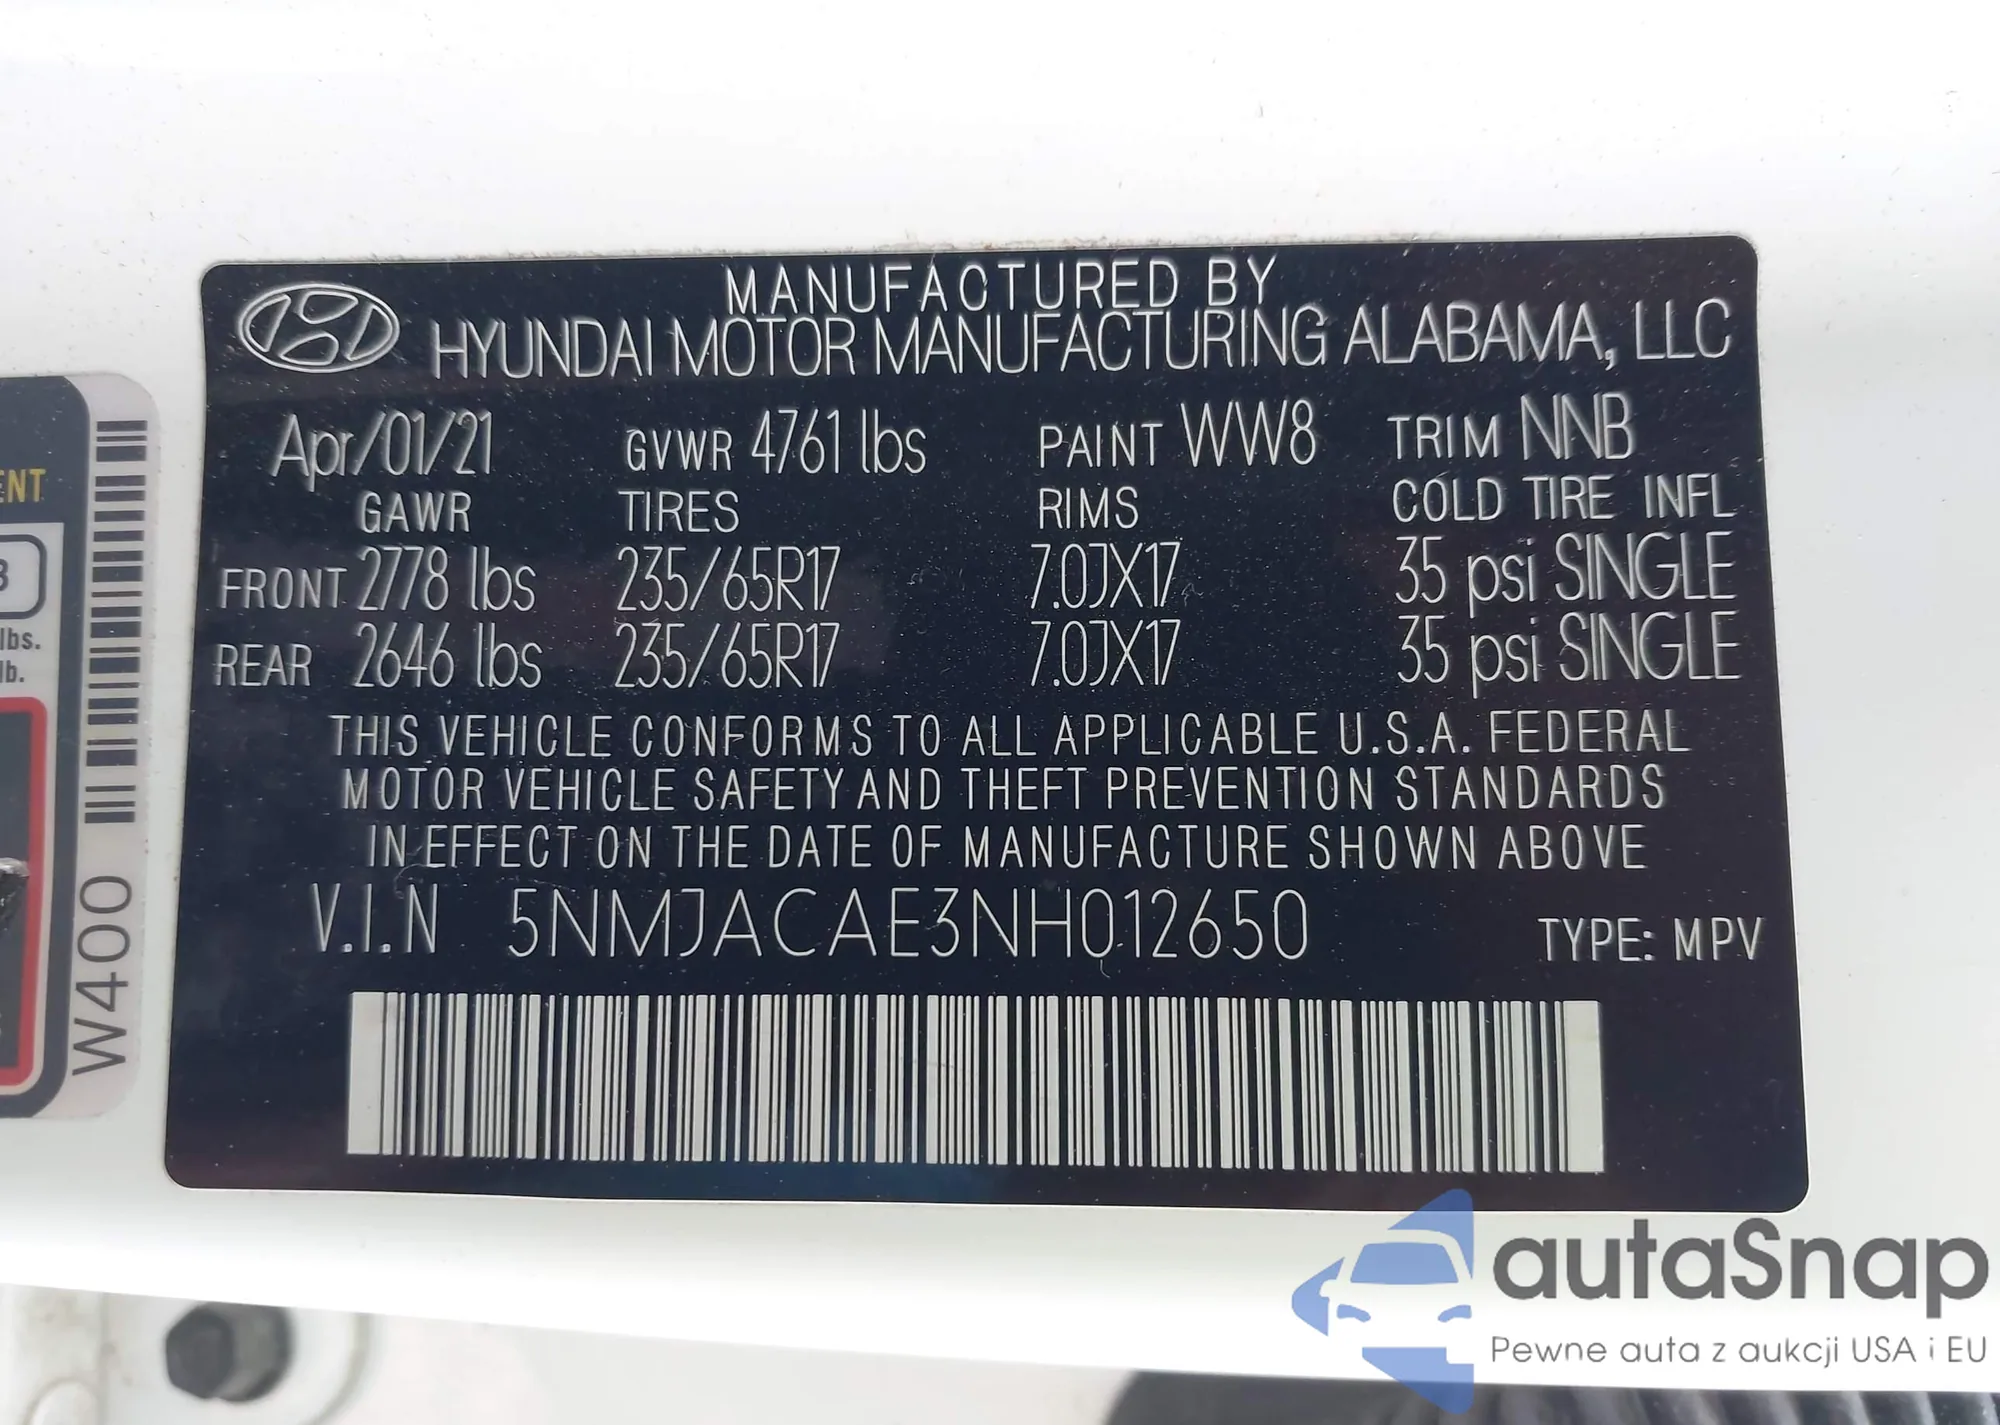 MANUFACTURED BY
HYUNDAI MOTOR MANUFACTURING ALABAMA, LLC
Apr/01/21 GVWR 4761 lbs PAINT WW8 TRIM NNB
GAWR TIRES RIMS COLD TIRE INFL
FRONT 2778 lbs 235/65R17 7.0JX17 35 psi SINGLE
REAR 2646 lbs 235/65R17 7.0JX17 35 psi SINGLE
THIS VEHICLE CONFORMS TO ALL APPLICABLE U.S.A. FEDERAL
MOTOR VEHICLE SAFETY AND THEFT PREVENTION STANDARDS
IN EFFECT ON THE DATE OF MANUFACTURE SHOWN ABOVE
V.I.N 5NMJACAE3NH012650 TYPE: MPV
W400
lbs.
lb.
autaSnap
Pewne auta z aukcji USA i EU